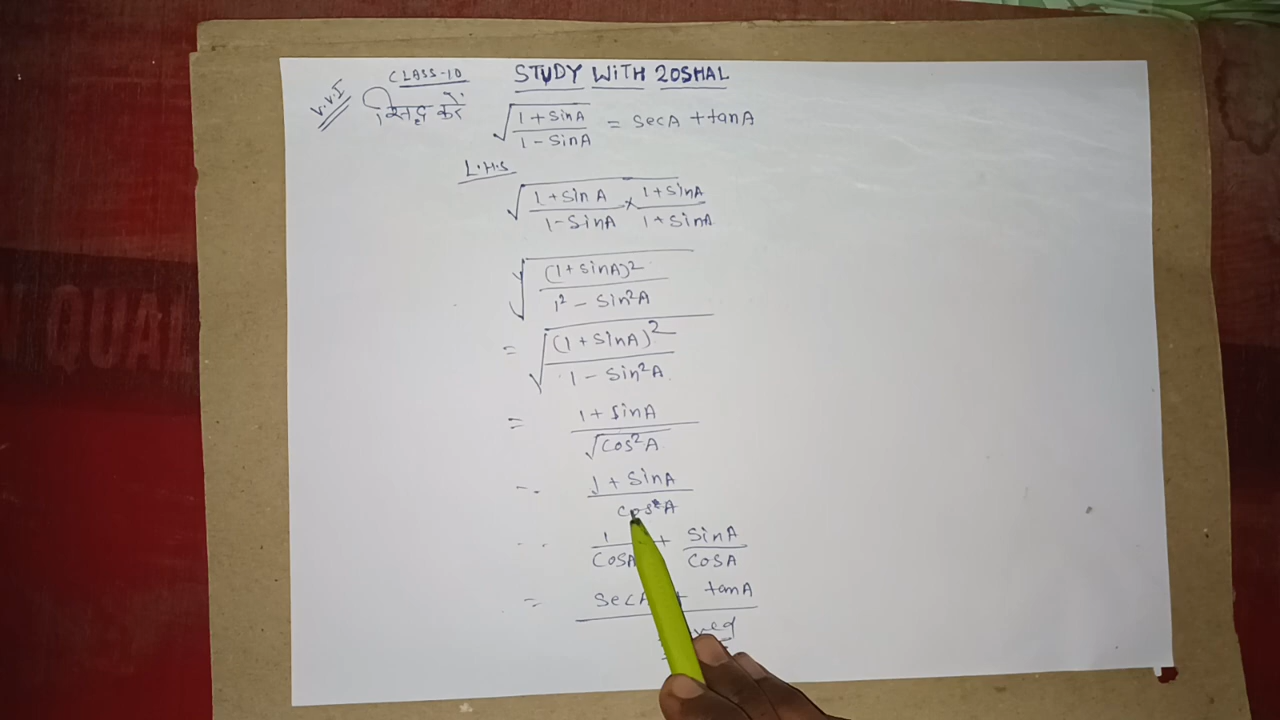 CLASS-10
STUDY WITH ZOSHAL
V.V.I
सिद्ध करें
√(1+SinA)/(1-SinA) = SecA + tanA
L.H.S
√(1+Sin A)/(1-SinA) × (1+SinA)/(1+SinA)
√(1+SinA)²/(1² - Sin²A)
= √(1+SinA)²/(1 - Sin²A)
= (1+SinA)/√Cos²A
= (1+SinA)/Cos²A
1/CosA + SinA/CosA
= SecA + tanA
QUAL